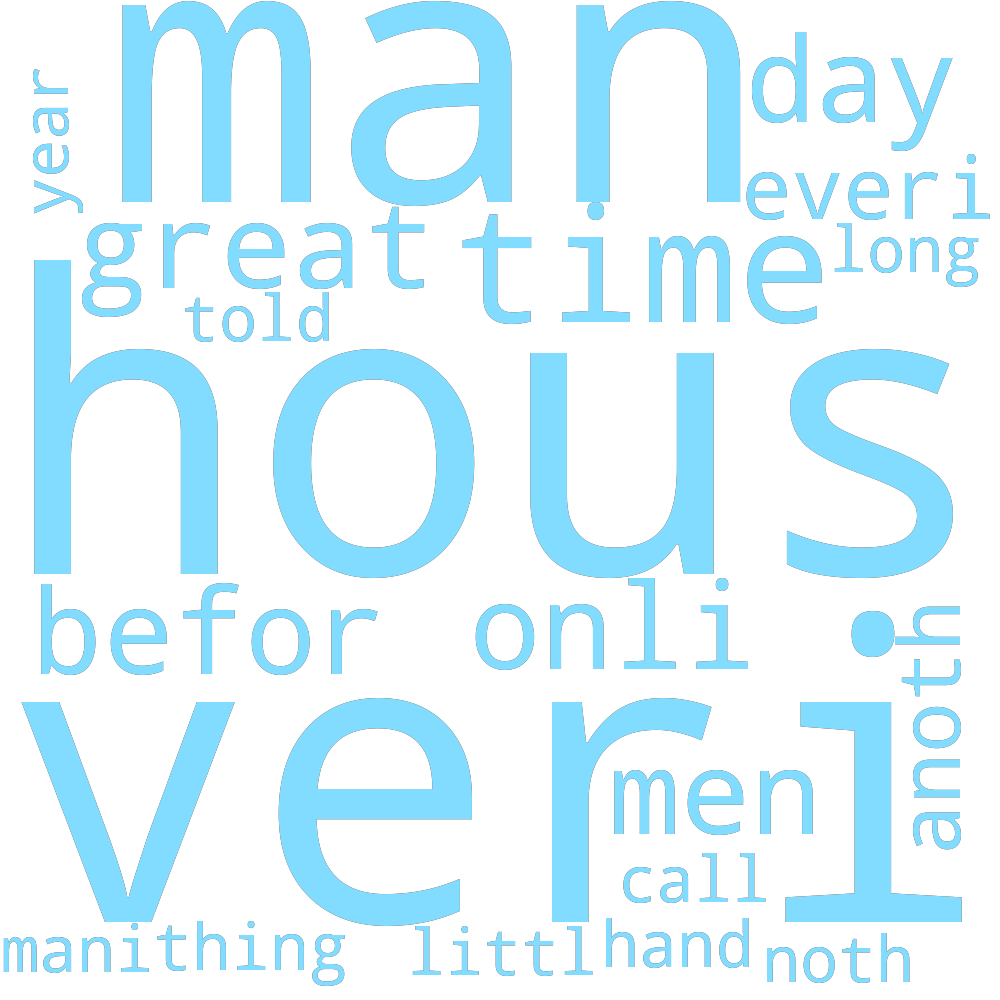 man
day
year
everi
great
time
long
told
hous
befor
onli
anoth
veri
men
call
mani
thing
littl
hand
noth